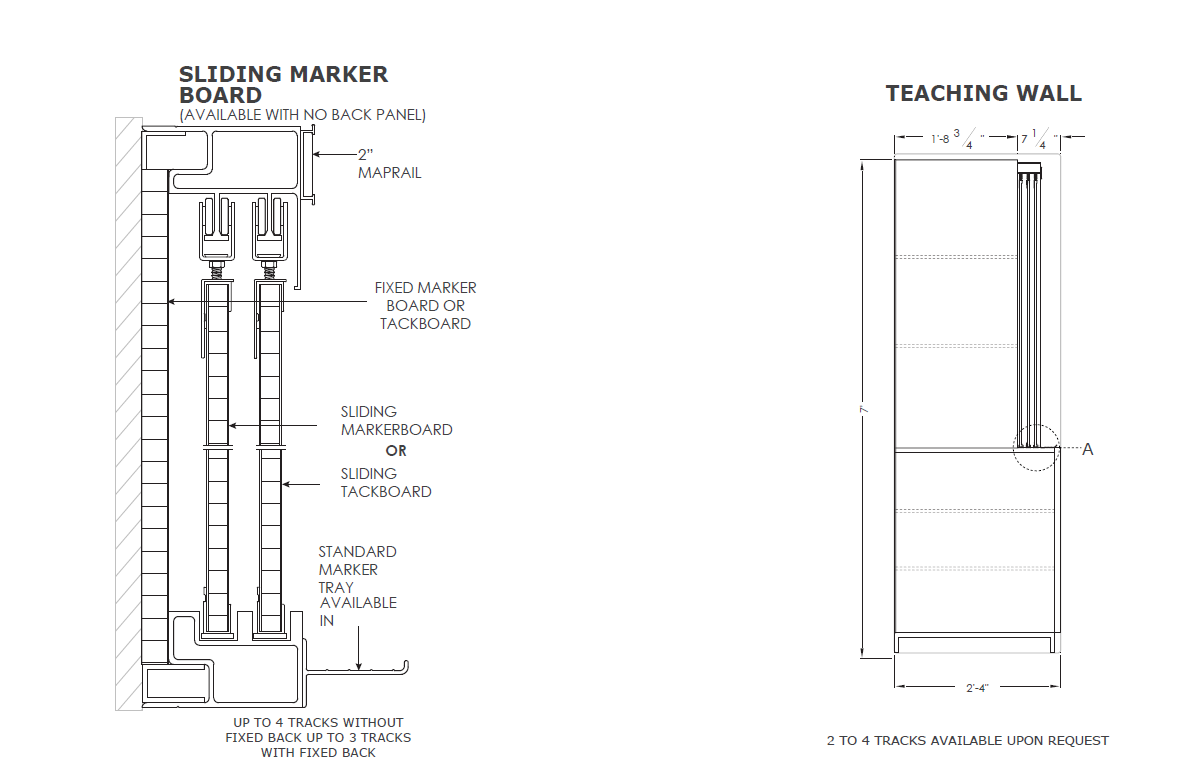 SLIDING MARKER
BOARD
(AVAILABLE WITH NO BACK PANEL)
2”
MAPRAIL
FIXED MARKER
BOARD OR
TACKBOARD
SLIDING
MARKERBOARD
OR
SLIDING
TACKBOARD
STANDARD
MARKER
TRAY
AVAILABLE
IN
UP TO 4 TRACKS WITHOUT
FIXED BACK UP TO 3 TRACKS
WITH FIXED BACK
TEACHING WALL
1'-8 3/4" 7 1/4"
7'
A
2'-4"
2 TO 4 TRACKS AVAILABLE UPON REQUEST